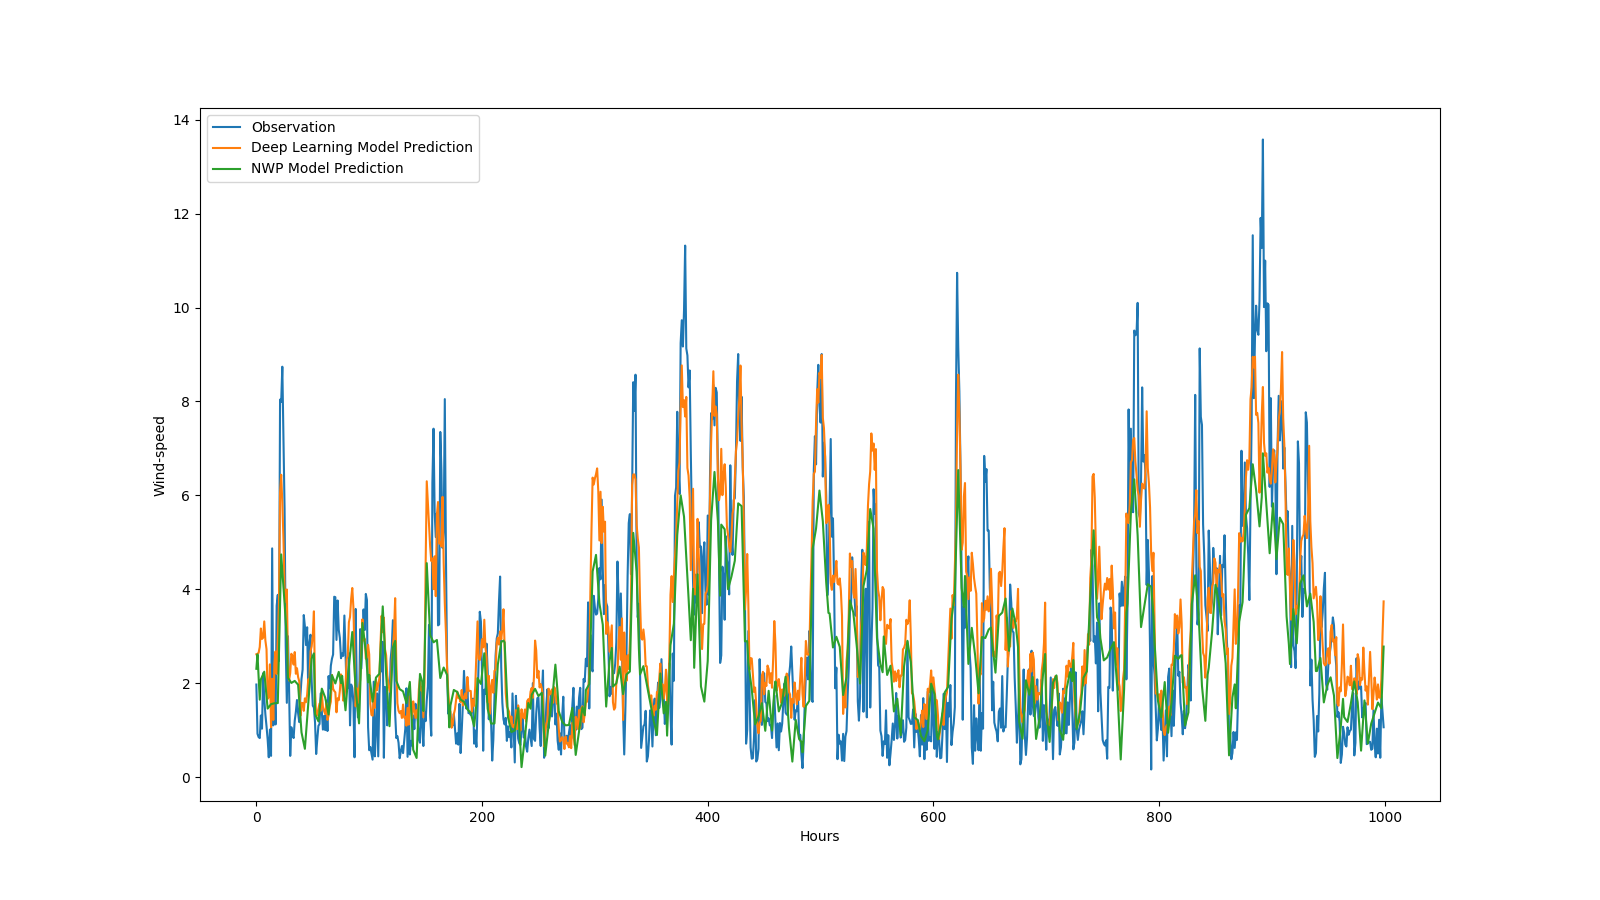 Observation
Deep Learning Model Prediction
NWP Model Prediction
14
12
10
8
6
4
2
0
Wind-speed
0 200 400 600 800 1000
Hours